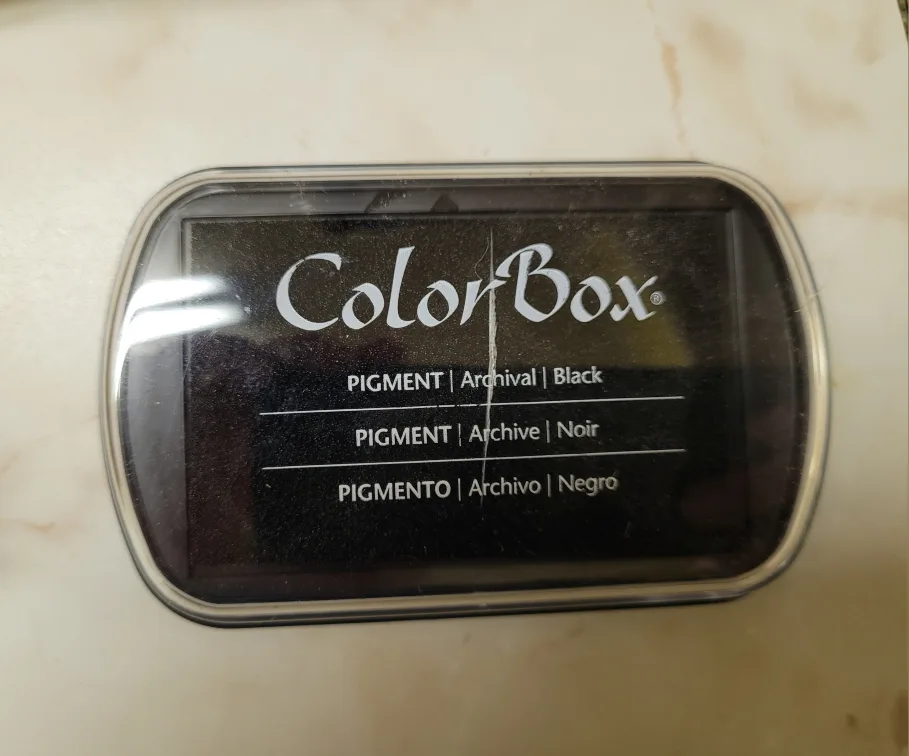 ColorBox®
PIGMENT | Archival | Black
PIGMENT | Archive | Noir
PIGMENTO | Archivo | Negro